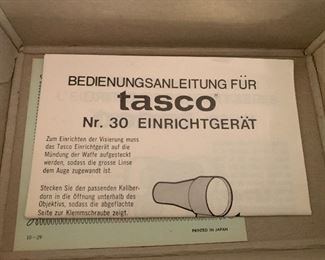 BEDIENUNGSANLEITUNG FÜR
tasco®
Nr. 30 EINRICHTGERÄT
Zum Einrichten der Visierung muss
das Tasco Einrichtgerät auf die
Mündung der Waffe aufgesteckt
werden, sodass die grosse Linse
dem Auge zugewandt ist.
Stecken Sie den passenden Kaliber-
dorn in die Öffnung unterhalb des
Objektivs, sodass die abgeflachte
Seite zur Klemmschraube zeigt.
10-29
PRINTED IN JAPAN